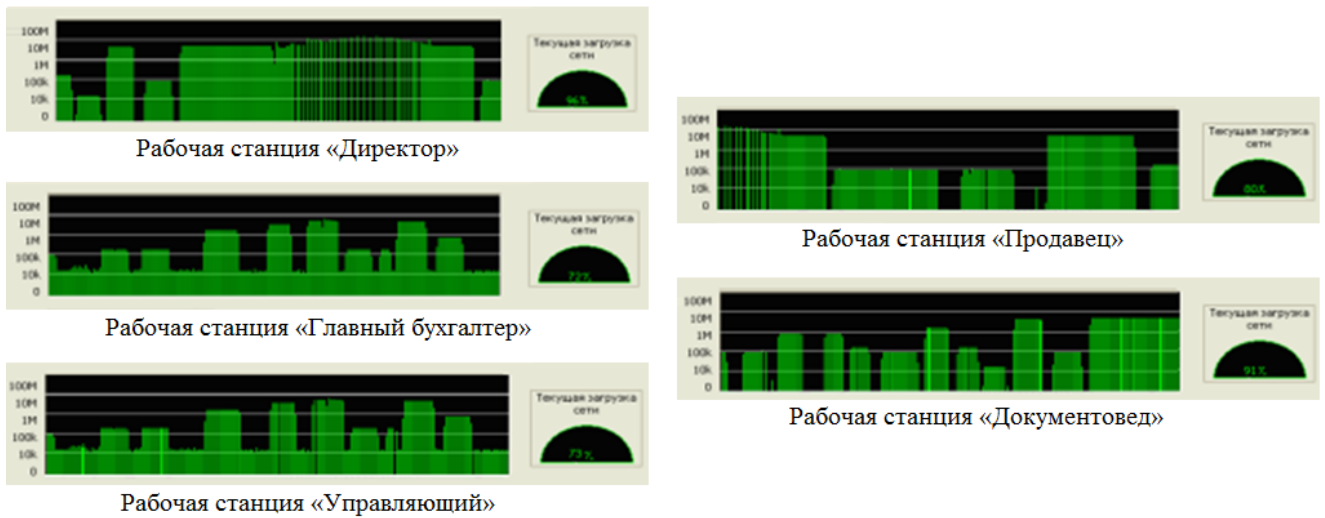 100M
10M
1M
100k
10k
0
Текущая загрузка
сети
96%
Рабочая станция «Директор»
100M
10M
1M
100k
10k
0
Текущая загрузка
сети
72%
Рабочая станция «Главный бухгалтер»
100M
10M
1M
100k
10k
0
Текущая загрузка
сети
73%
Рабочая станция «Управляющий»
100M
10M
1M
100k
10k
0
Текущая загрузка
сети
80%
Рабочая станция «Продавец»
100M
10M
1M
100k
10k
0
Текущая загрузка
сети
91%
Рабочая станция «Документовед»